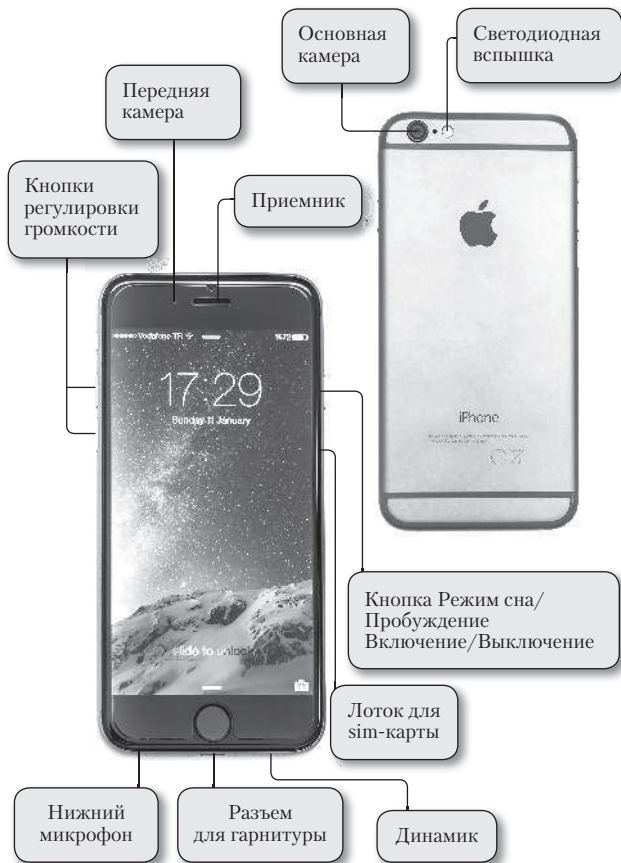 Основная
камера
Светодиодная
вспышка
Передняя
камера
Кнопки
регулировки
громкости
Приемник
Vodafone TR
%72
17:29
Sunday 11 January
slide to unlock
iPhone
Кнопка Режим сна/
Пробуждение
Включение/Выключение
Лоток для
sim-карты
Нижний
микрофон
Разъем
для гарнитуры
Динамик